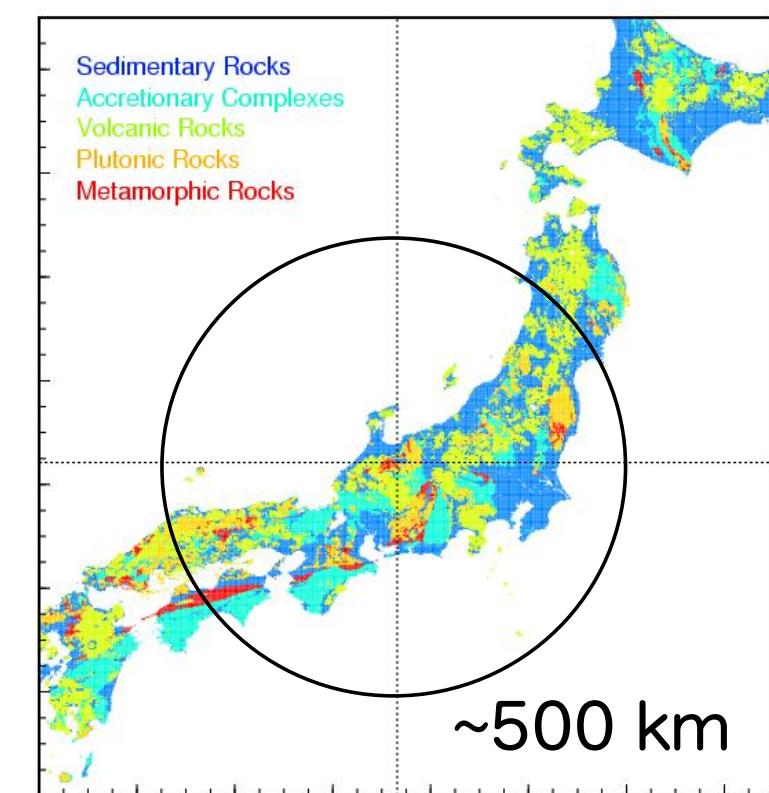 Sedimentary Rocks
Accretionary Complexes
Volcanic Rocks
Plutonic Rocks
Metamorphic Rocks
~500 km